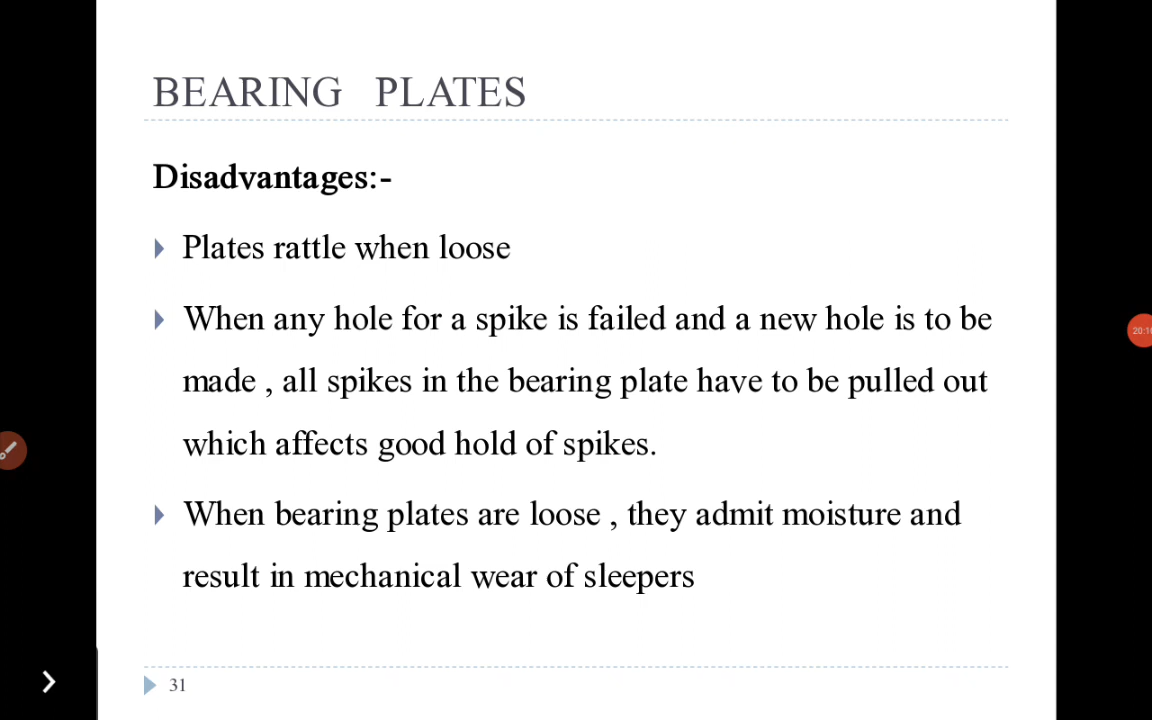 BEARING PLATES
Disadvantages:-
Plates rattle when loose
When any hole for a spike is failed and a new hole is to be
made , all spikes in the bearing plate have to be pulled out
which affects good hold of spikes.
When bearing plates are loose , they admit moisture and
result in mechanical wear of sleepers
31